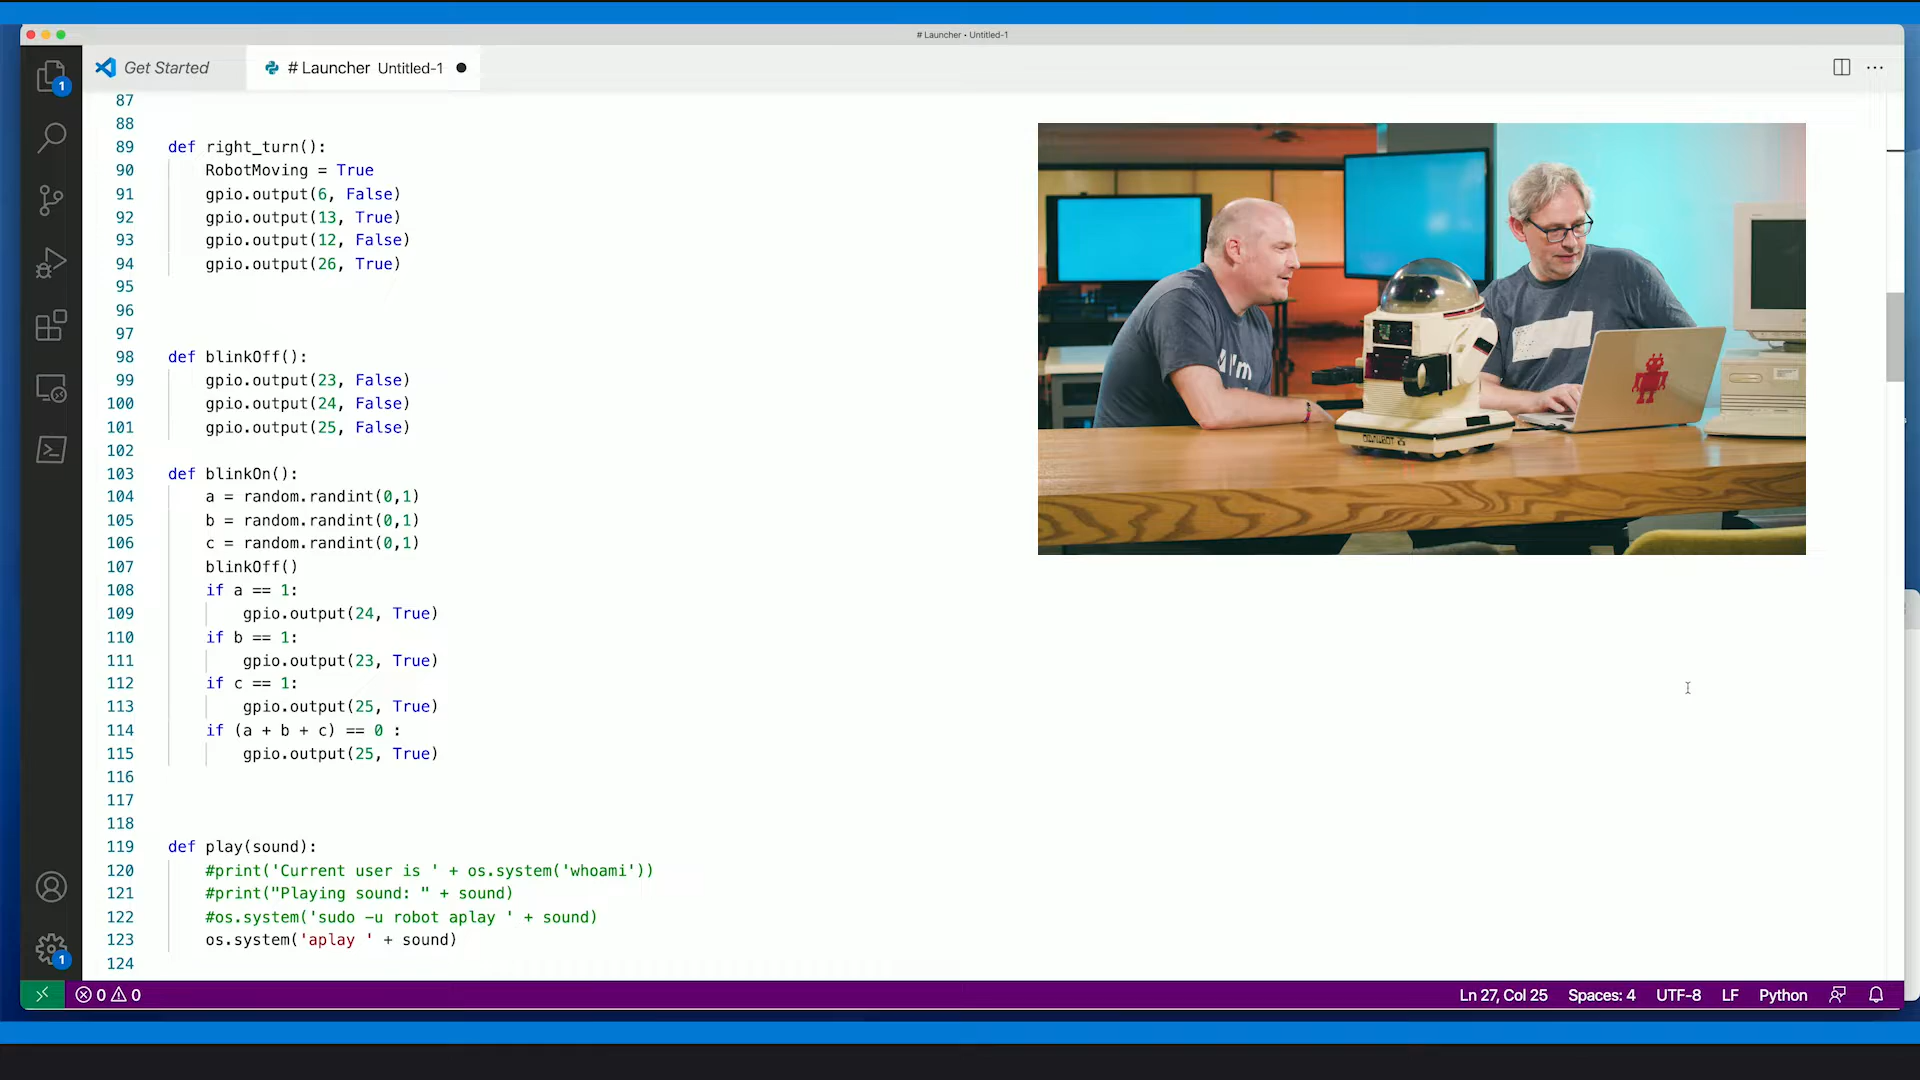 # Launcher • Untitled-1
Get Started
# Launcher Untitled-1 ●
87
88
89 def right_turn():
90 RobotMoving = True
91 gpio.output(6, False)
92 gpio.output(13, True)
93 gpio.output(12, False)
94 gpio.output(26, True)
95
96
97
98 def blinkOff():
99 gpio.output(23, False)
100 gpio.output(24, False)
101 gpio.output(25, False)
102
103 def blinkOn():
104 a = random.randint(0,1)
105 b = random.randint(0,1)
106 c = random.randint(0,1)
107 blinkOff()
108 if a == 1:
109 gpio.output(24, True)
110 if b == 1:
111 gpio.output(23, True)
112 if c == 1:
113 gpio.output(25, True)
114 if (a + b + c) == 0 :
115 gpio.output(25, True)
116
117
118
119 def play(sound):
120 #print('Current user is ' + os.system('whoami'))
121 #print("Playing sound: " + sound)
122 #os.system('sudo -u robot aplay ' + sound)
123 os.system('aplay ' + sound)
124
1
1
I'm
OMNIBOT
0 0
Ln 27, Col 25 Spaces: 4 UTF-8 LF Python